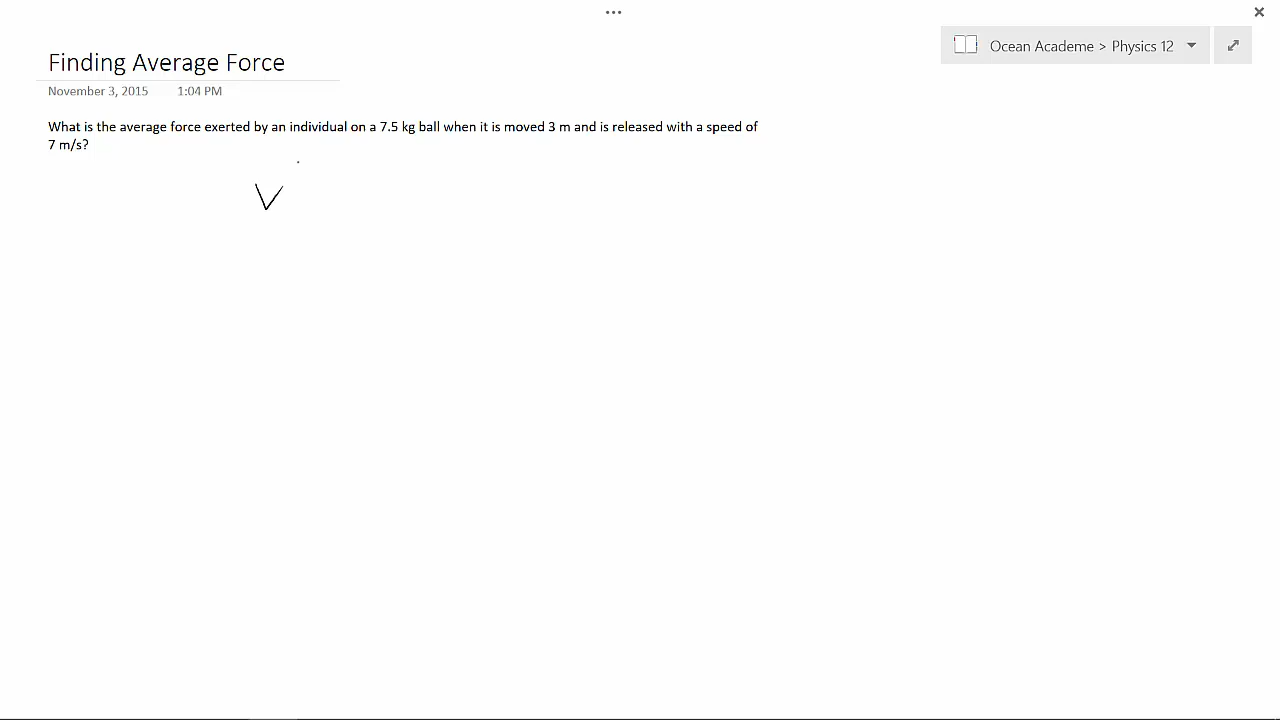 Ocean Academe > Physics 12
Finding Average Force
November 3, 2015 1:04 PM
What is the average force exerted by an individual on a 7.5 kg ball when it is moved 3 m and is released with a speed of
7 m/s?
V